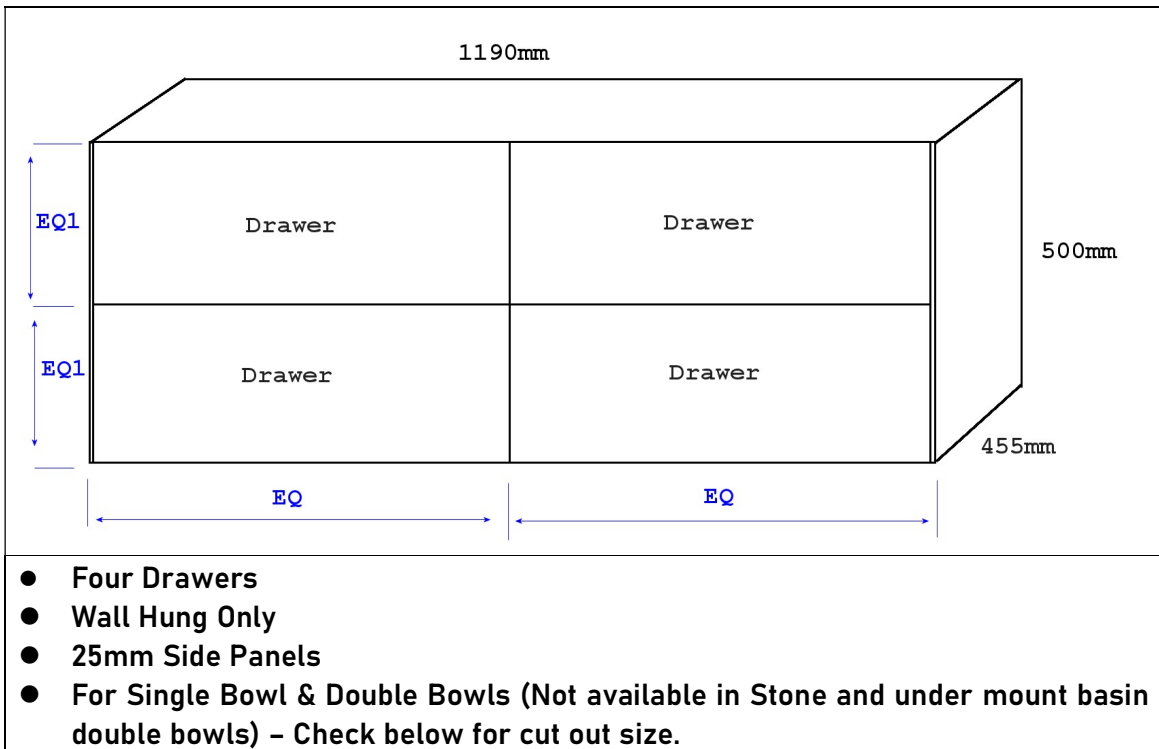 1190mm
EQ1
Drawer
Drawer
500mm
EQ1
Drawer
Drawer
455mm
EQ
EQ
● Four Drawers
● Wall Hung Only
● 25mm Side Panels
● For Single Bowl & Double Bowls (Not available in Stone and under mount basin
double bowls) – Check below for cut out size.